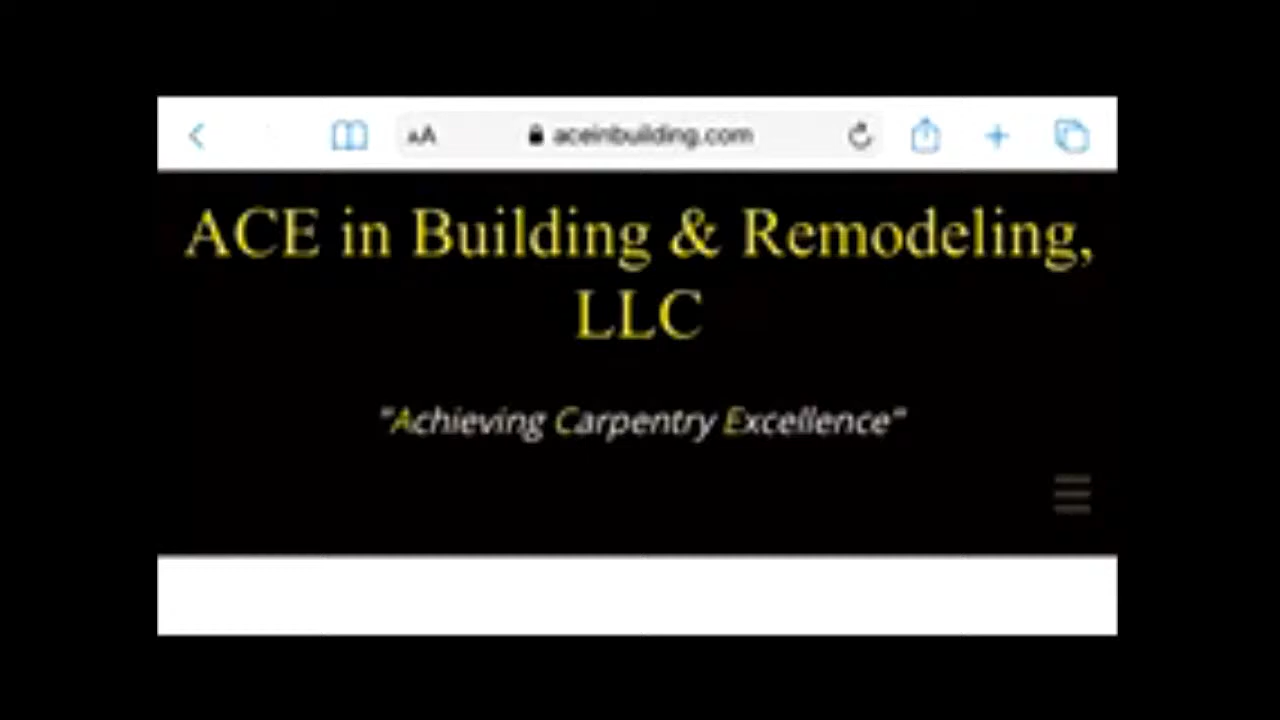 AA aceinbuilding.com
ACE in Building & Remodeling,
LLC
"Achieving Carpentry Excellence"